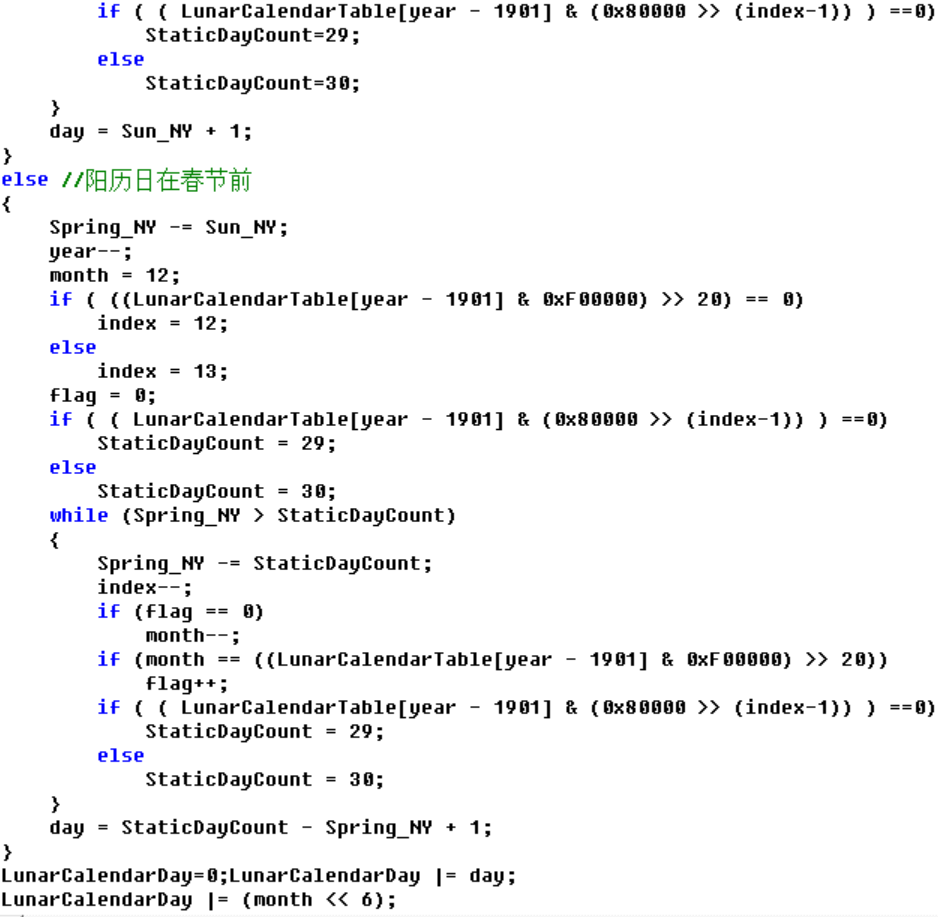 if ( ( LunarCalendarTable[year - 1901] & (0x80000 >> (index-1)) ) ==0)
StaticDayCount=29;
else
StaticDayCount=30;
}
day = Sun_NY + 1;
}
else //阳历日在春节前
{
Spring_NY -= Sun_NY;
year--;
month = 12;
if ( ((LunarCalendarTable[year - 1901] & 0xF00000) >> 20) == 0)
index = 12;
else
index = 13;
flag = 0;
if ( ( LunarCalendarTable[year - 1901] & (0x80000 >> (index-1)) ) ==0)
StaticDayCount = 29;
else
StaticDayCount = 30;
while (Spring_NY > StaticDayCount)
{
Spring_NY -= StaticDayCount;
index--;
if (flag == 0)
month--;
if (month == ((LunarCalendarTable[year - 1901] & 0xF00000) >> 20))
flag++;
if ( ( LunarCalendarTable[year - 1901] & (0x80000 >> (index-1)) ) ==0)
StaticDayCount = 29;
else
StaticDayCount = 30;
}
day = StaticDayCount - Spring_NY + 1;
}
LunarCalendarDay=0;LunarCalendarDay |= day;
LunarCalendarDay |= (month << 6);